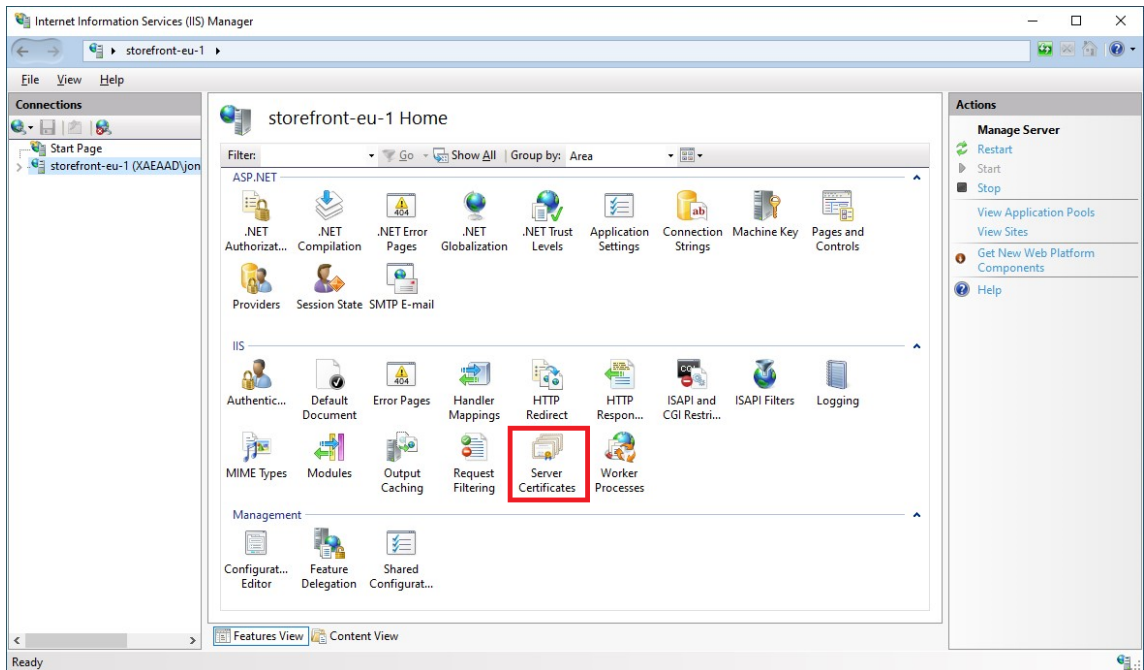 Internet Information Services (IIS) Manager
storefront-eu-1
File View Help
Connections
Start Page
storefront-eu-1 (XAEAAD\jon
storefront-eu-1 Home
Filter: Go Show All Group by: Area
ASP.NET
.NET Authorizat...
.NET Compilation
.NET Error Pages
404
.NET Globalization
.NET Trust Levels
Application Settings
Connection Strings
ab
Machine Key
Pages and Controls
Providers
Session State
SMTP E-mail
IIS
Authentic...
Default Document
Error Pages
404
Handler Mappings
HTTP Redirect
HTTP Respon...
ISAPI and CGI Restri...
ISAPI Filters
Logging
MIME Types
Modules
Output Caching
Request Filtering
Server Certificates
Worker Processes
Management
Configurat... Editor
Feature Delegation
Shared Configurat...
Features View Content View
Actions
Manage Server
Restart
Start
Stop
View Application Pools
View Sites
Get New Web Platform
Components
Help
Ready